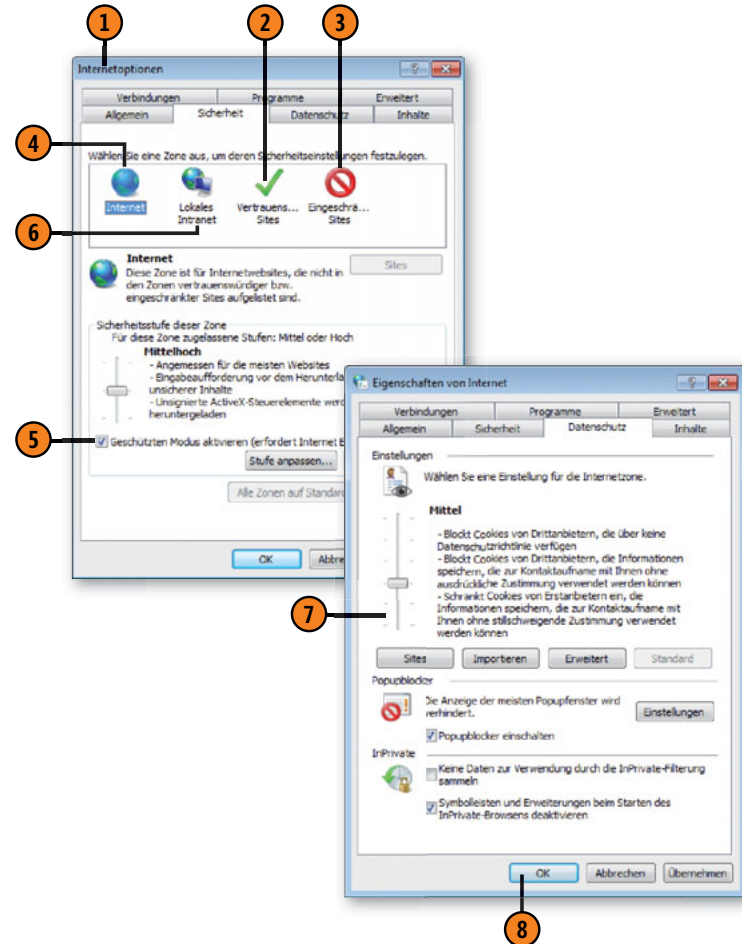 1
2
3
Internetoptionen
Verbindungen
Programme
Erweitert
Allgemein
Sicherheit
Datenschutz
Inhalte
4
Wählen Sie eine Zone aus, um deren Sicherheitseinstellungen festzulegen.
Internet
Lokales
Intranet
Vertrauens...
Sites
Eingeschrä...
Sites
6
Internet
Diese Zone ist für Internetwebsites, die nicht in
den Zonen vertrauenswürdiger bzw.
eingeschränkter Sites aufgelistet sind.
Sites
Sicherheitsstufe dieser Zone
Für diese Zone zugelassene Stufen: Mittel oder Hoch
Mittelhoch
- Angemessen für die meisten Websites
- Eingabeaufforderung vor dem Herunterla
unsicherer Inhalte
- Unsignierte ActiveX-Steuerelemente werd
heruntergeladen
5
Geschützten Modus aktivieren (erfordert Internet E
Stufe anpassen...
Alle Zonen auf Standard
OK
Abbre
Eigenschaften von Internet
Verbindungen
Programme
Erweitert
Allgemein
Sicherheit
Datenschutz
Inhalte
Einstellungen
Wählen Sie eine Einstellung für die Internetzone.
Mittel
- Blockt Cookies von Drittanbietern, die über keine
Datenschutzrichtlinie verfügen
- Blockt Cookies von Drittanbietern, die Informationen
speichern, die zur Kontaktaufname mit Ihnen ohne
ausdrückliche Zustimmung verwendet werden können
- Schränkt Cookies von Erstanbietern ein, die
Informationen speichern, die zur Kontaktaufname mit
Ihnen ohne stillschweigende Zustimmung verwendet
werden können
7
Sites
Importieren
Erweitert
Standard
Popupblocker
Die Anzeige der meisten Popupfenster wird
verhindert.
Einstellungen
Popupblocker einschalten
InPrivate
Keine Daten zur Verwendung durch die InPrivate-Filterung
sammeln
Symbolleisten und Erweiterungen beim Starten des
InPrivate-Browsens deaktivieren
OK
Abbrechen
Übernehmen
8